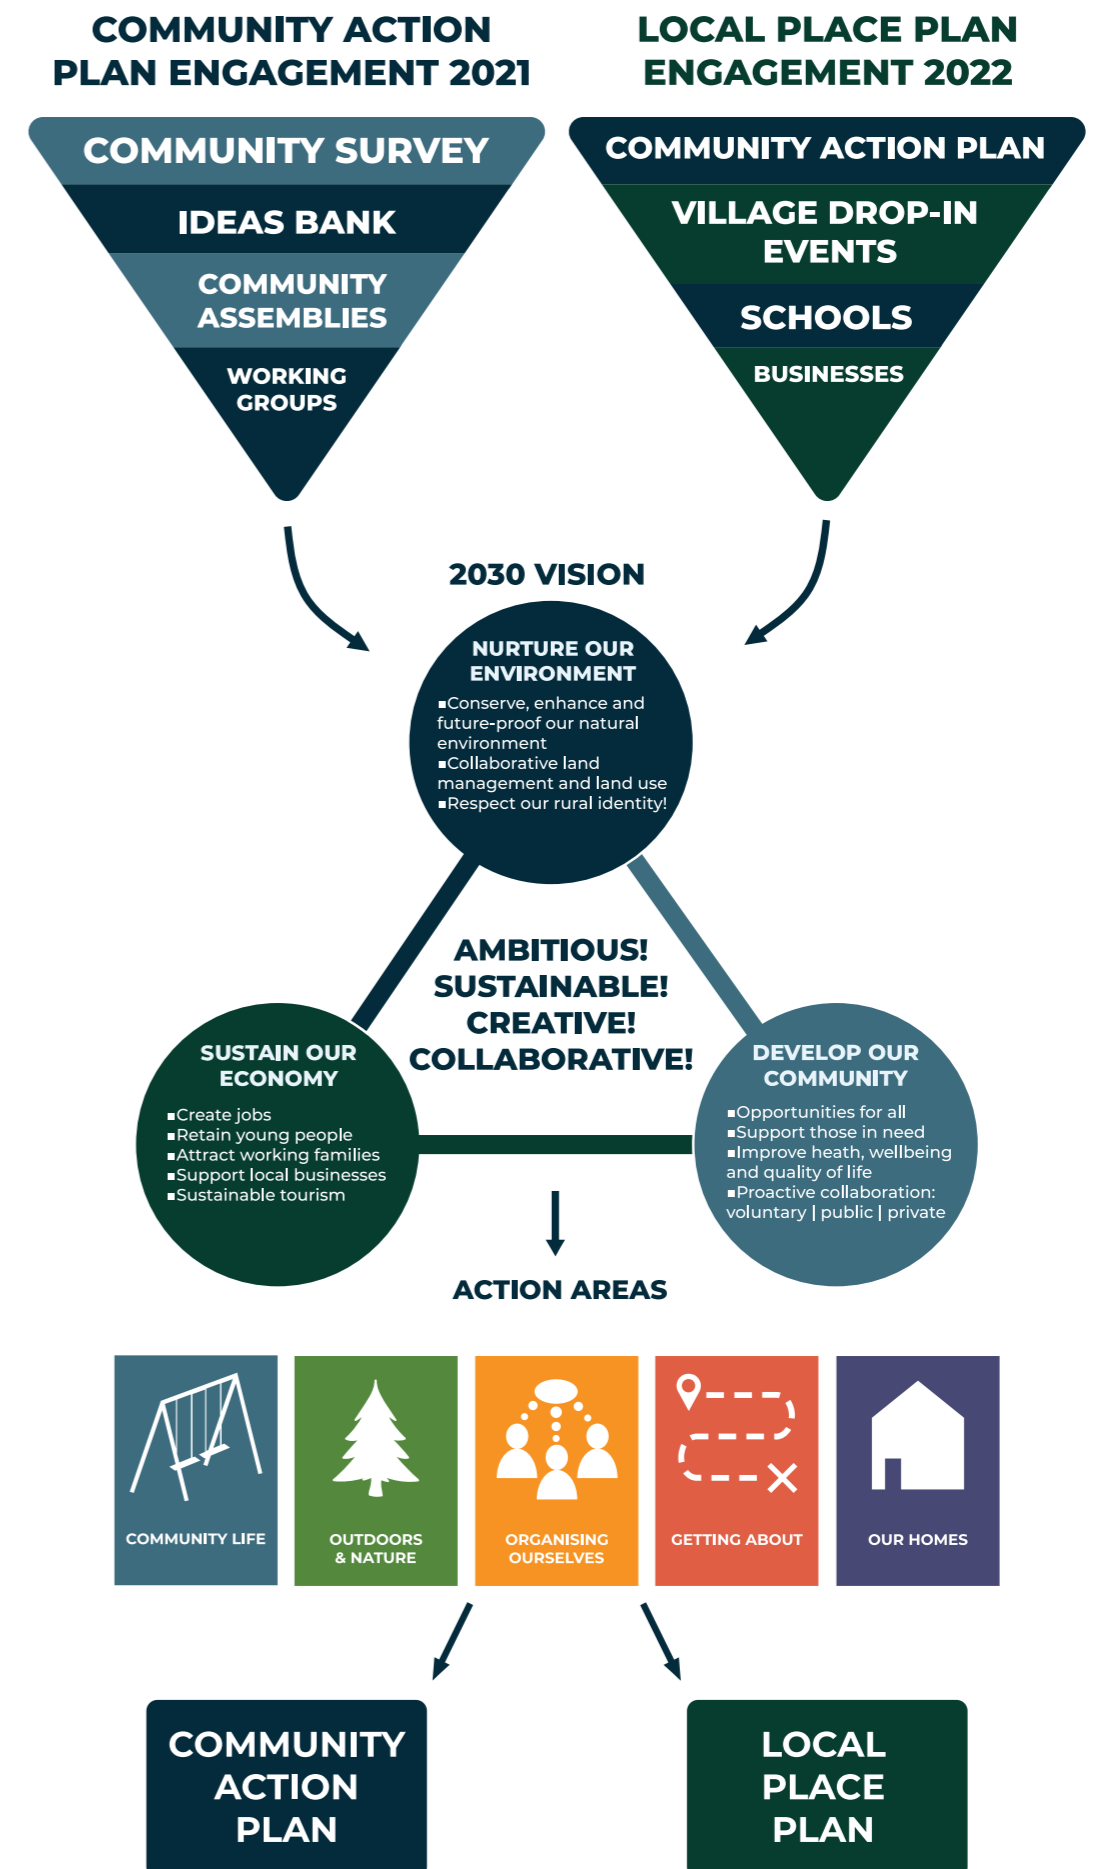 COMMUNITY ACTION
PLAN ENGAGEMENT 2021
LOCAL PLACE PLAN
ENGAGEMENT 2022
COMMUNITY SURVEY
IDEAS BANK
COMMUNITY
ASSEMBLIES
WORKING
GROUPS
COMMUNITY ACTION PLAN
VILLAGE DROP-IN
EVENTS
SCHOOLS
BUSINESSES
2030 VISION
NURTURE OUR
ENVIRONMENT
▪Conserve, enhance and
future-proof our natural
environment
▪Collaborative land
management and land use
▪Respect our rural identity!
AMBITIOUS!
SUSTAINABLE!
CREATIVE!
COLLABORATIVE!
SUSTAIN OUR
ECONOMY
▪Create jobs
▪Retain young people
▪Attract working families
▪Support local businesses
▪Sustainable tourism
DEVELOP OUR
COMMUNITY
▪Opportunities for all
▪Support those in need
▪Improve heath, wellbeing
and quality of life
▪Proactive collaboration:
voluntary | public | private
ACTION AREAS
COMMUNITY LIFE
OUTDOORS
& NATURE
ORGANISING
OURSELVES
GETTING ABOUT
OUR HOMES
COMMUNITY
ACTION
PLAN
LOCAL
PLACE
PLAN